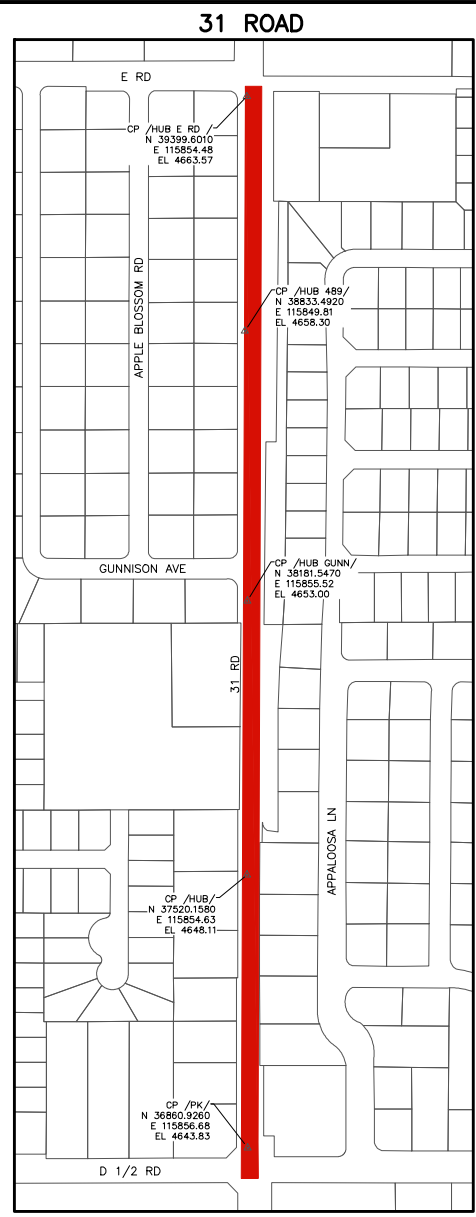 31 ROAD
E RD
CP /HUB E RD /
N 39399.6010
E 115854.48
EL 4663.57
APPLE BLOSSOM RD
CP /HUB 489/
N 38833.4920
E 115849.81
EL 4658.30
GUNNISON AVE
CP /HUB GUNN/
N 38181.5470
E 115855.52
EL 4653.00
31 RD
APPALOOSA LN
CP /HUB/
N 37520.1580
E 115854.63
EL 4648.11
CP /PK/
N 36860.9260
E 115856.68
EL 4643.83
D 1/2 RD